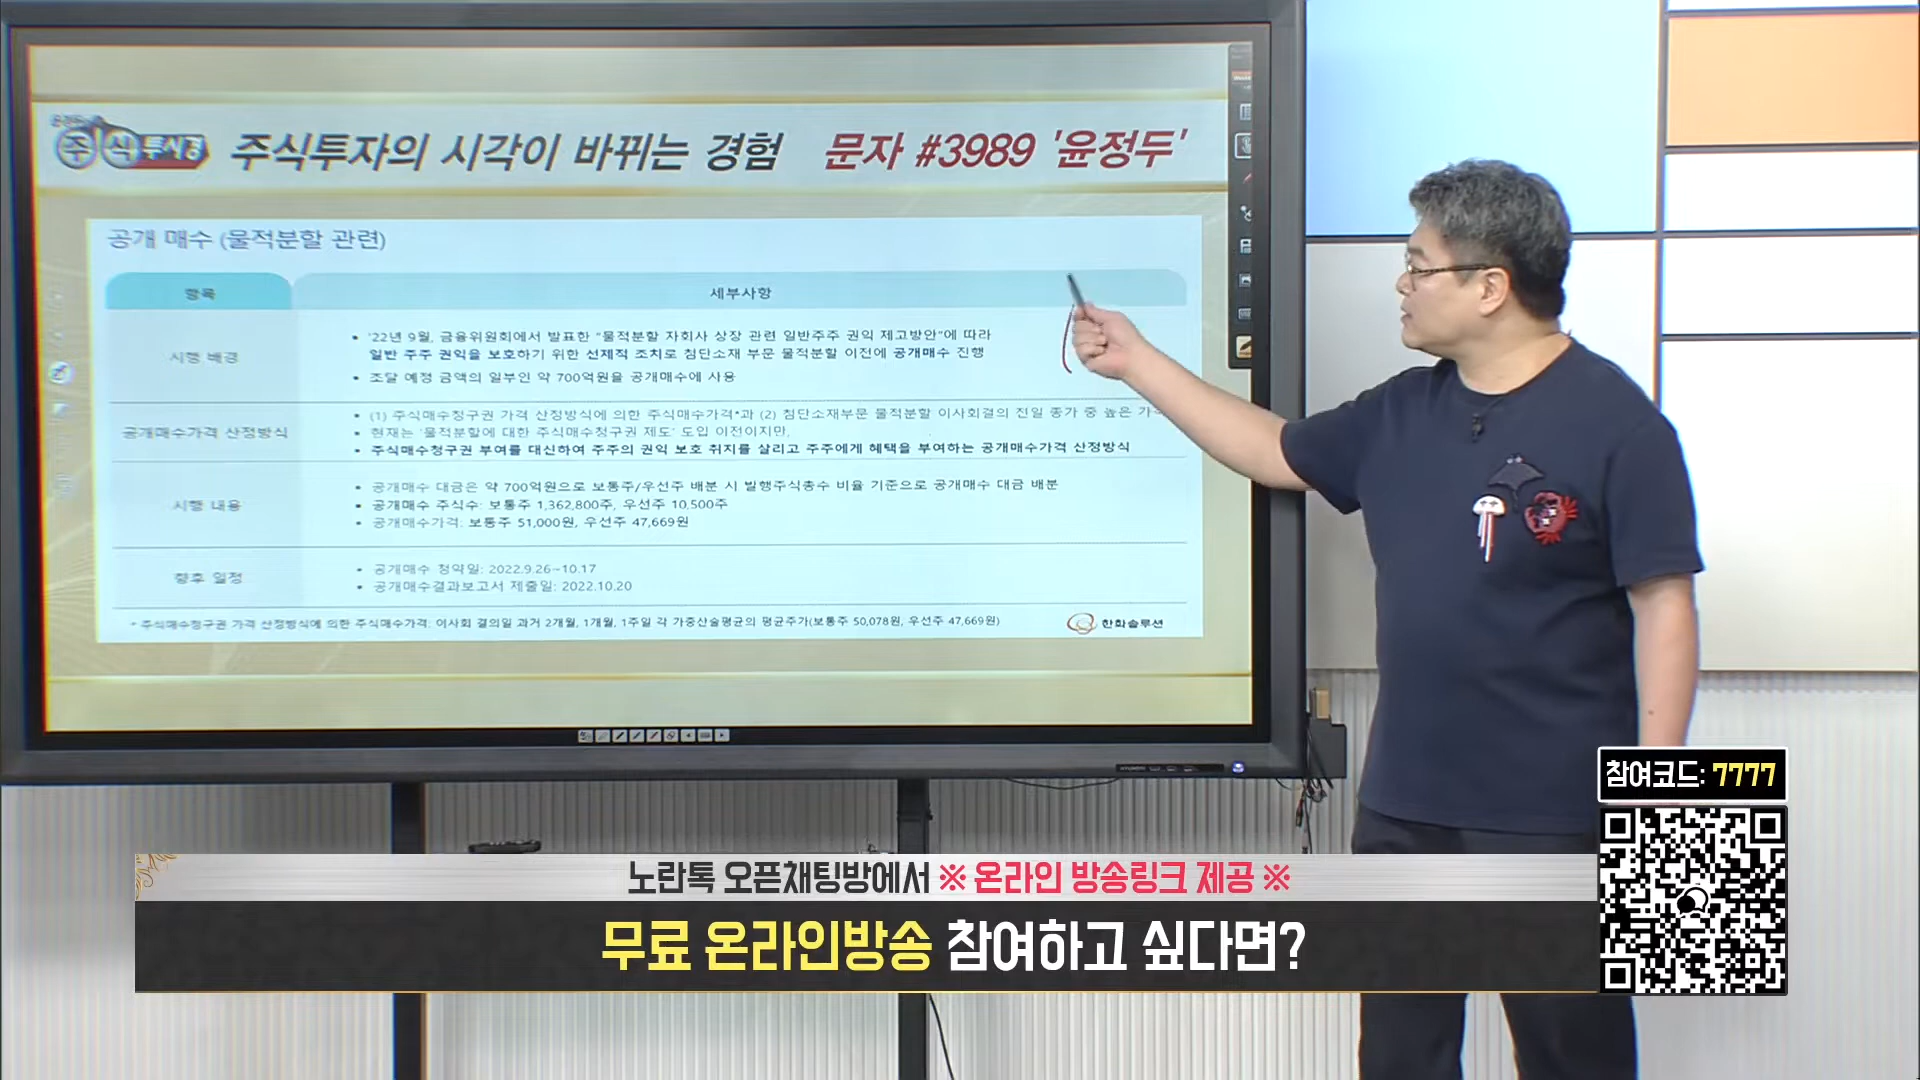 주식투시경 주식투자의 시각이 바뀌는 경험 문자 #3989 '윤정두'
공개 매수 (물적분할 관련)
항목 세부사항
시행 배경
• '22년 9월, 금융위원회에서 발표한 "물적분할 자회사 상장 관련 일반주주 권익 제고방안"에 따라
일반 주주 권익을 보호하기 위한 선제적 조치로 첨단소재 부문 물적분할 이전에 공개매수 진행
• 조달 예정 금액의 일부인 약 700억원을 공개매수에 사용
공개매수가격 산정방식
• (1) 주식매수청구권 가격 산정방식에 의한 주식매수가격*과 (2) 첨단소재부문 물적분할 이사회결의 전일 종가 중 높은
• 현재는 '물적분할에 대한 주식매수청구권 제도' 도입 이전이지만,
• 주식매수청구권 부여를 대신하여 주주의 권익 보호 취지를 살리고 주주에게 혜택을 부여하는 공개매수가격 산정방식
시행 내용
• 공개매수 대금은 약 700억원으로 보통주/우선주 배분 시 발행주식총수 비율 기준으로 공개매수 대금 배분
• 공개매수 주식수: 보통주 1,362,800주, 우선주 10,500주
• 공개매수가격: 보통주 51,000원, 우선주 47,669원
향후 일정
• 공개매수 청약일: 2022.9.26~10.17
• 공개매수결과보고서 제출일: 2022.10.20
* 주식매수청구권 가격 산정방식에 의한 주식매수가격: 이사회 결의일 과거 2개월, 1개월, 1주일 각 가중산술평균의 평균주가(보통주 50,078원, 우선주 47,669원)
한화솔루션
참여코드: 7777
노란톡 오픈채팅방에서 ※ 온라인 방송링크 제공 ※
무료 온라인방송 참여하고 싶다면?